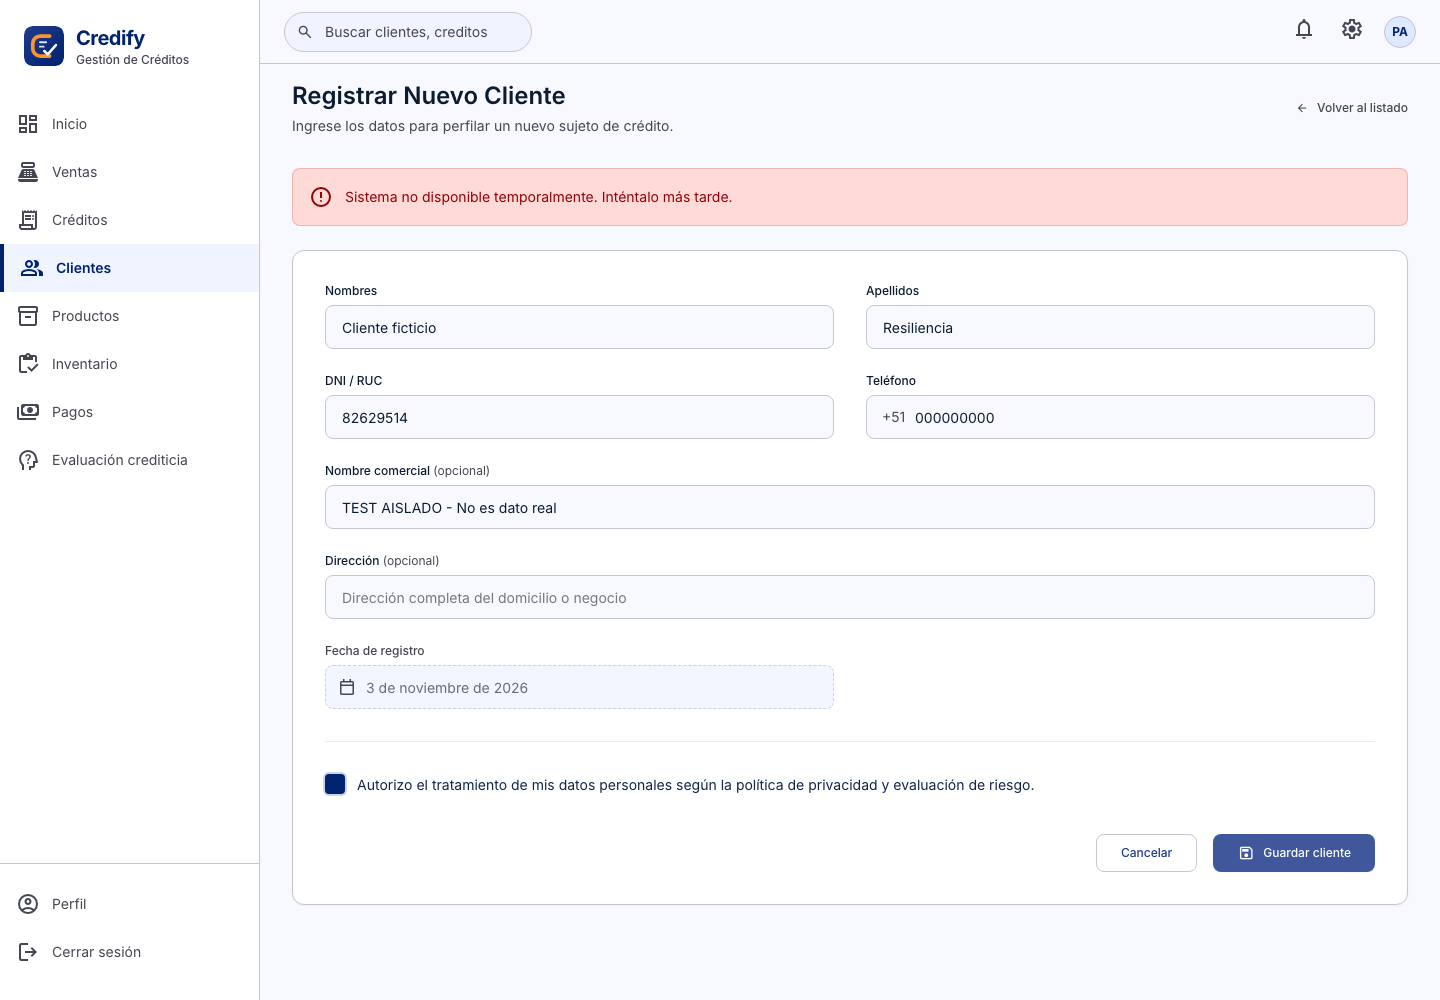 Credify
Gestión de Créditos
Inicio
Ventas
Créditos
Clientes
Productos
Inventario
Pagos
Evaluación crediticia
Perfil
Cerrar sesión
Buscar clientes, creditos
PA
Registrar Nuevo Cliente
Ingrese los datos para perfilar un nuevo sujeto de crédito.
Volver al listado
Sistema no disponible temporalmente. Inténtalo más tarde.
Nombres
Cliente ficticio
Apellidos
Resiliencia
DNI / RUC
82629514
Teléfono
+51 000000000
Nombre comercial (opcional)
TEST AISLADO - No es dato real
Dirección (opcional)
Dirección completa del domicilio o negocio
Fecha de registro
3 de noviembre de 2026
Autorizo el tratamiento de mis datos personales según la política de privacidad y evaluación de riesgo.
Cancelar
Guardar cliente